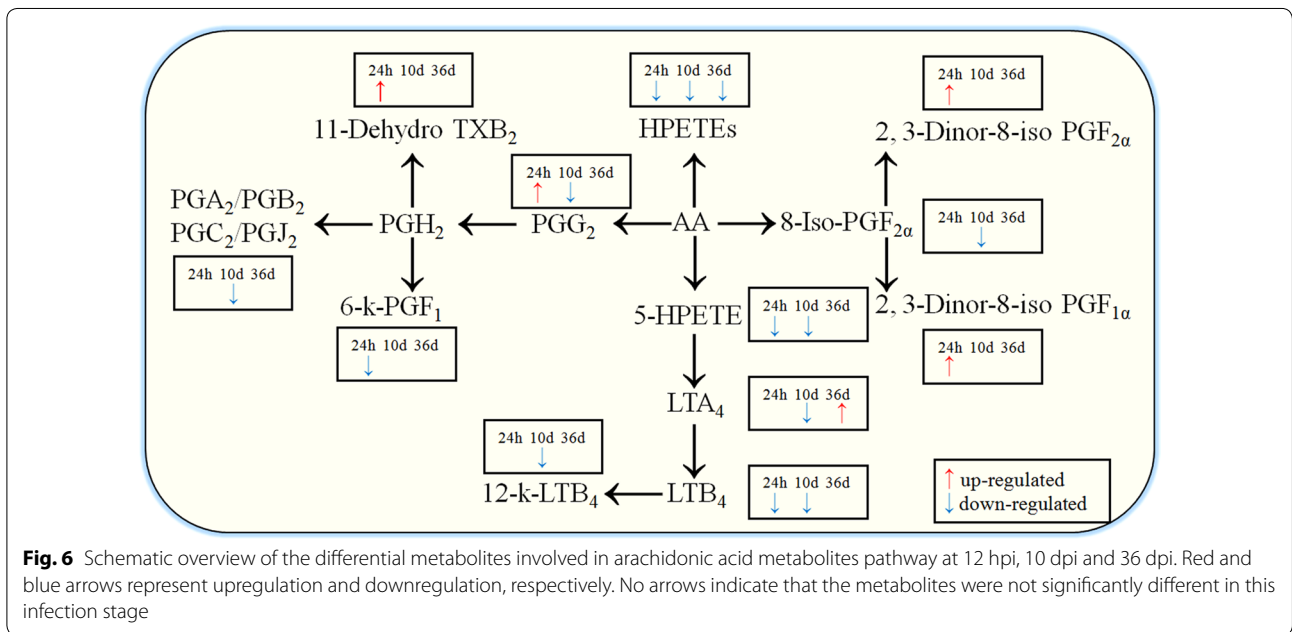 24h 10d 36d
11-Dehydro TXB₂
24h 10d 36d
HPETEs
24h 10d 36d
2, 3-Dinor-8-iso PGF₂α
24h 10d 36d
PGA₂/PGB₂
PGC₂/PGJ₂
PGH₂
PGG₂
AA
8-Iso-PGF₂α
24h 10d 36d
24h 10d 36d
6-k-PGF₁
24h 10d 36d
5-HPETE
24h 10d 36d
2, 3-Dinor-8-iso PGF₁α
24h 10d 36d
LTA₄
24h 10d 36d
24h 10d 36d
12-k-LTB₄
LTB₄
24h 10d 36d
↑ up-regulated
↓ down-regulated
Fig. 6 Schematic overview of the differential metabolites involved in arachidonic acid metabolites pathway at 12 hpi, 10 dpi and 36 dpi. Red and
blue arrows represent upregulation and downregulation, respectively. No arrows indicate that the metabolites were not significantly different in this
infection stage